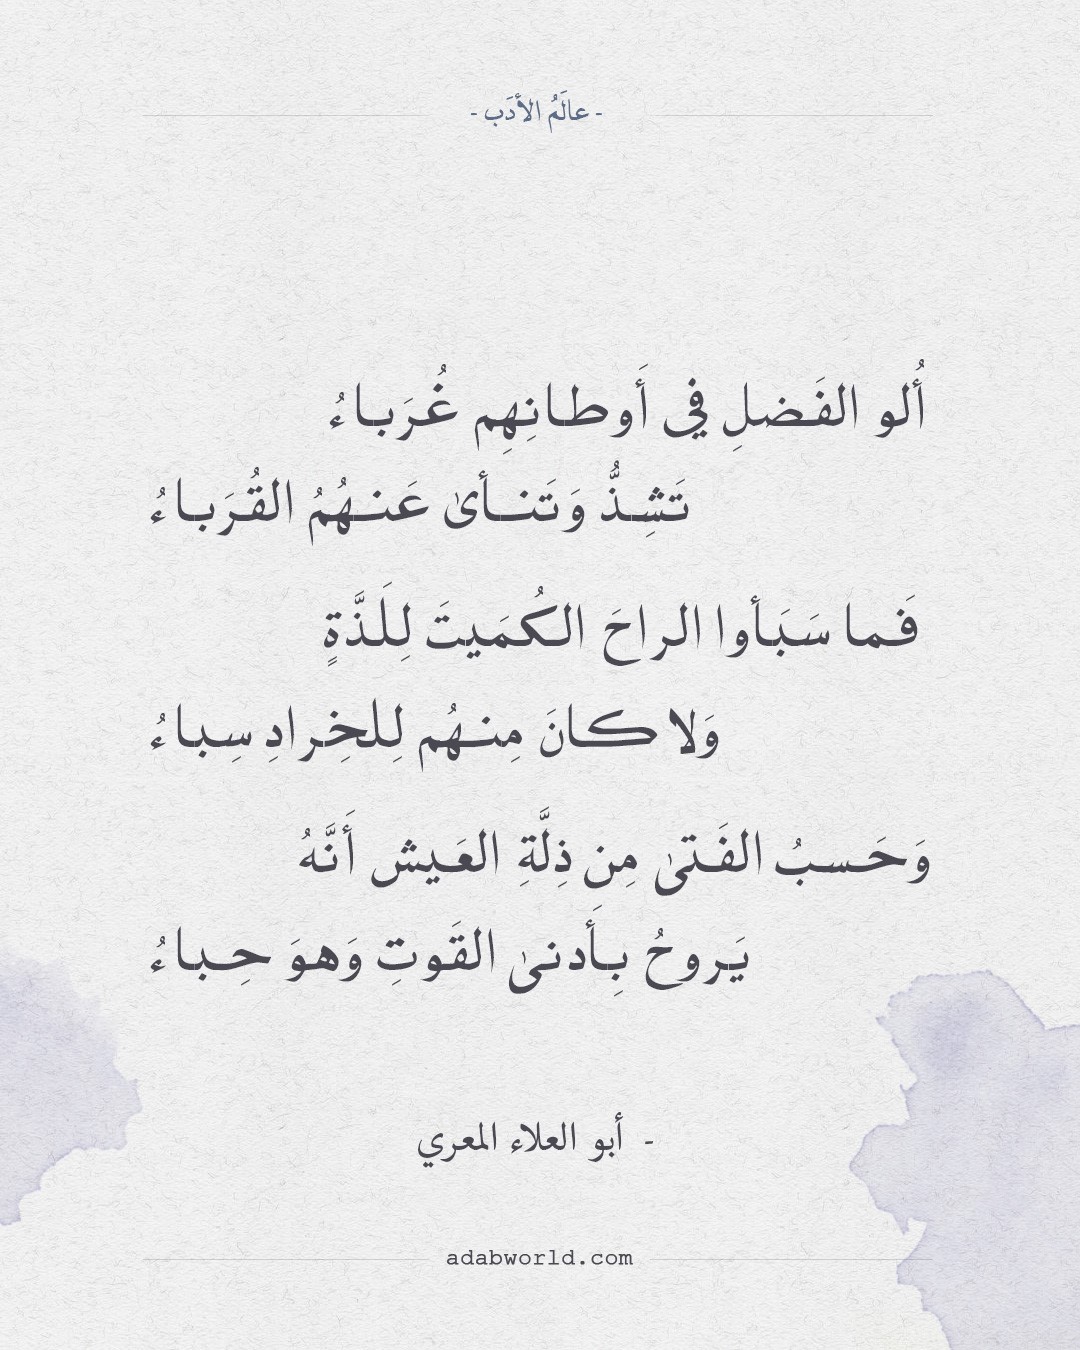 - عالَمُ الأدَب -
أُلو الفَضلِ في أَوطانِهِم غُرَباءُ
تَشِذُّ وَتَنأى عَنهُمُ القُرَباءُ
فَما سَبَأوا الراحَ الكُمَيتَ لِلَذَّةٍ
وَلا كانَ مِنهُم لِلخِرادِ سِباءُ
وَحَسبُ الفَتى مِن ذِلَّةِ العَيش أَنَّهُ
يَروحُ بِأَدنى القَوتِ وَهوَ حِباءُ
- أبو العلاء المعري
adabworld.com